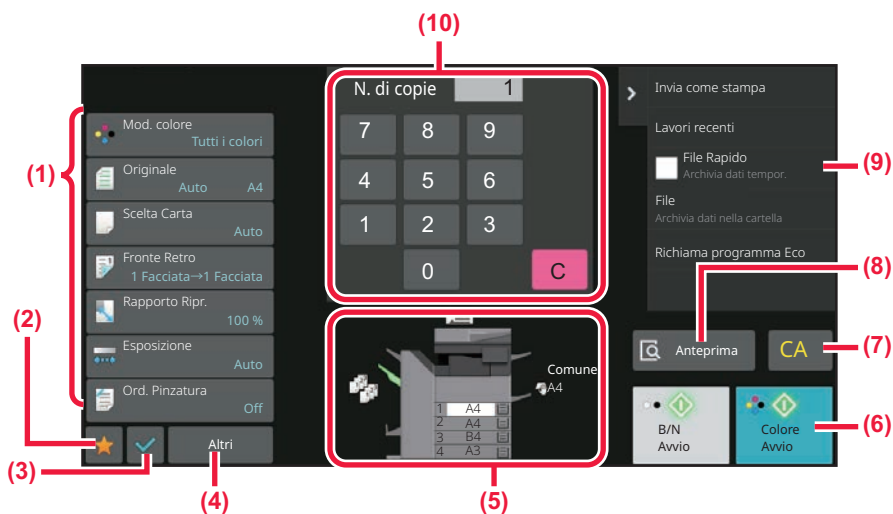 (10)
N. di copie 1
7 8 9
4 5 6
1 2 3
0 C
(1)
Mod. colore
Tutti i colori
Originale
Auto A4
Scelta Carta
Auto
Fronte Retro
1 Facciata→1 Facciata
Rapporto Ripr.
100 %
Esposizione
Auto
Ord. Pinzatura
Off
(2)
(3)
Altri
(4)
Comune
A4
1 A4
2 A4
3 B4
4 A3
(5)
Invia come stampa
Lavori recenti
File Rapido
Archivia dati tempor.
File
Archivia dati nella cartella
Richiama programma Eco
(9)
(8)
Anteprima
CA
(7)
B/N
Avvio
Colore
Avvio
(6)